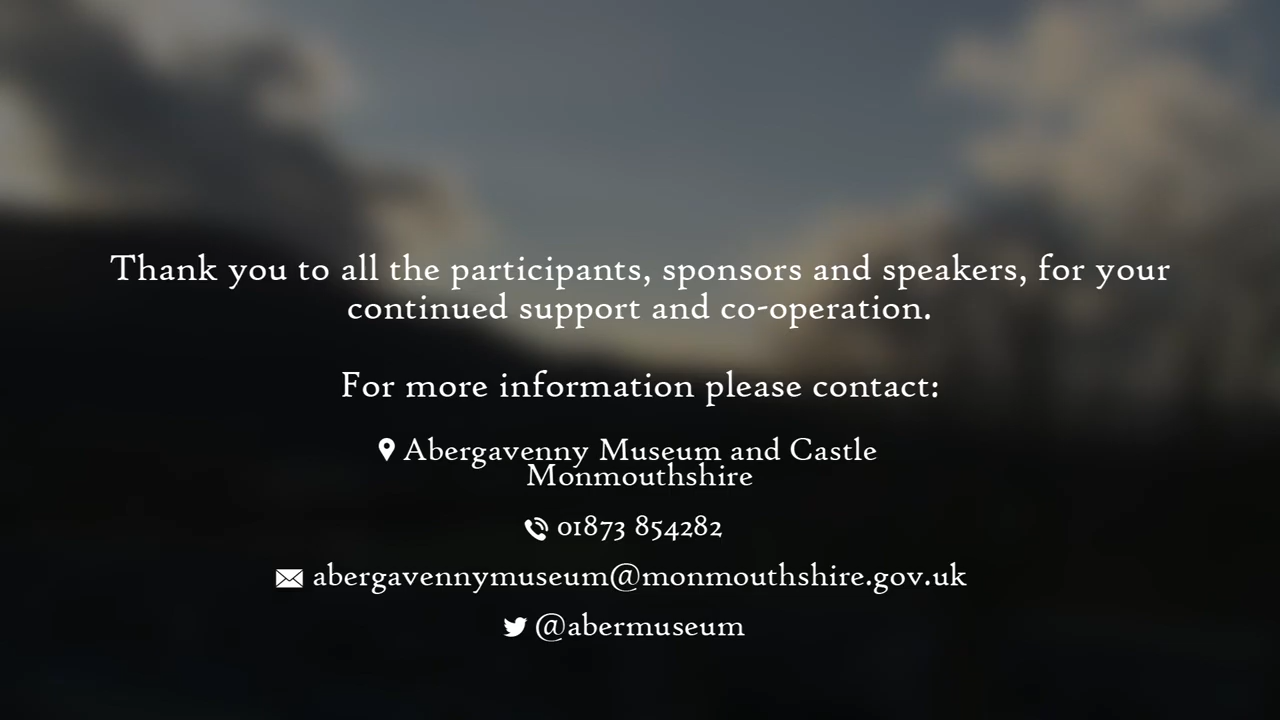 Thank you to all the participants, sponsors and speakers, for your
continued support and co-operation.
For more information please contact:
Abergavenny Museum and Castle
Monmouthshire
01873 854282
abergavennymuseum@monmouthshire.gov.uk
@abermuseum